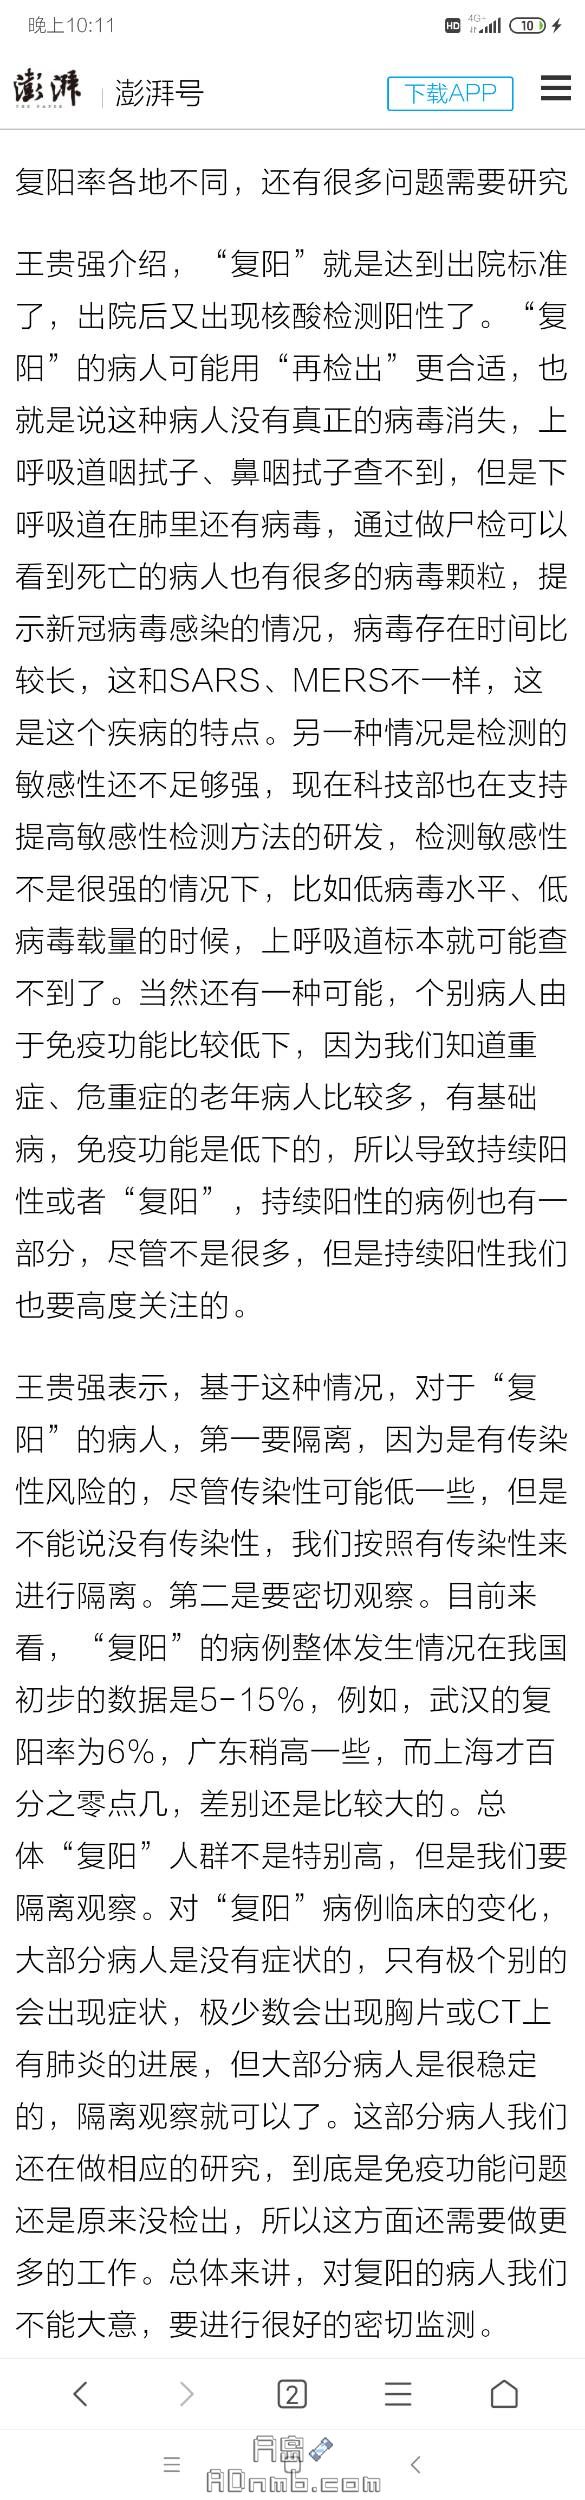 晚上10:11
HD 4G+ 10
澎湃 THE PAPER 澎湃号 下载APP
复阳率各地不同，还有很多问题需要研究
王贵强介绍，“复阳”就是达到出院标准
了，出院后又出现核酸检测阳性了。“复
阳”的病人可能用“再检出”更合适，也
就是说这种病人没有真正的病毒消失，上
呼吸道咽拭子、鼻咽拭子查不到，但是下
呼吸道在肺里还有病毒，通过做尸检可以
看到死亡的病人也有很多的病毒颗粒，提
示新冠病毒感染的情况，病毒存在时间比
较长，这和SARS、MERS不一样，这
是这个疾病的特点。另一种情况是检测的
敏感性还不足够强，现在科技部也在支持
提高敏感性检测方法的研发，检测敏感性
不是很强的情况下，比如低病毒水平、低
病毒载量的时候，上呼吸道标本就可能查
不到了。当然还有一种可能，个别病人由
于免疫功能比较低下，因为我们知道重
症、危重症的老年病人比较多，有基础
病，免疫功能是低下的，所以导致持续阳
性或者“复阳”，持续阳性的病例也有一
部分，尽管不是很多，但是持续阳性我们
也要高度关注的。
王贵强表示，基于这种情况，对于“复
阳”的病人，第一要隔离，因为是有传染
性风险的，尽管传染性可能低一些，但是
不能说没有传染性，我们按照有传染性来
进行隔离。第二是要密切观察。目前来
看，“复阳”的病例整体发生情况在我国
初步的数据是5-15%，例如，武汉的复
阳率为6%，广东稍高一些，而上海才百
分之零点几，差别还是比较大的。总
体“复阳”人群不是特别高，但是我们要
隔离观察。对“复阳”病例临床的变化，
大部分病人是没有症状的，只有极个别的
会出现症状，极少数会出现胸片或CT上
有肺炎的进展，但大部分病人是很稳定
的，隔离观察就可以了。这部分病人我们
还在做相应的研究，到底是免疫功能问题
还是原来没检出，所以这方面还需要做更
多的工作。总体来讲，对复阳的病人我们
不能大意，要进行很好的密切监测。
2
A岛
ADnmb.com